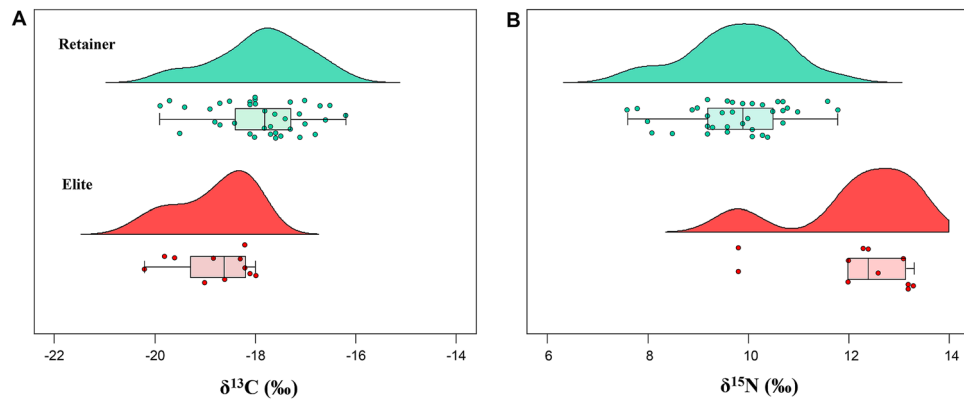 A
Retainer
Elite
-22 -20 -18 -16 -14
δ¹³C (‰)
B
6 8 10 12 14
δ¹⁵N (‰)